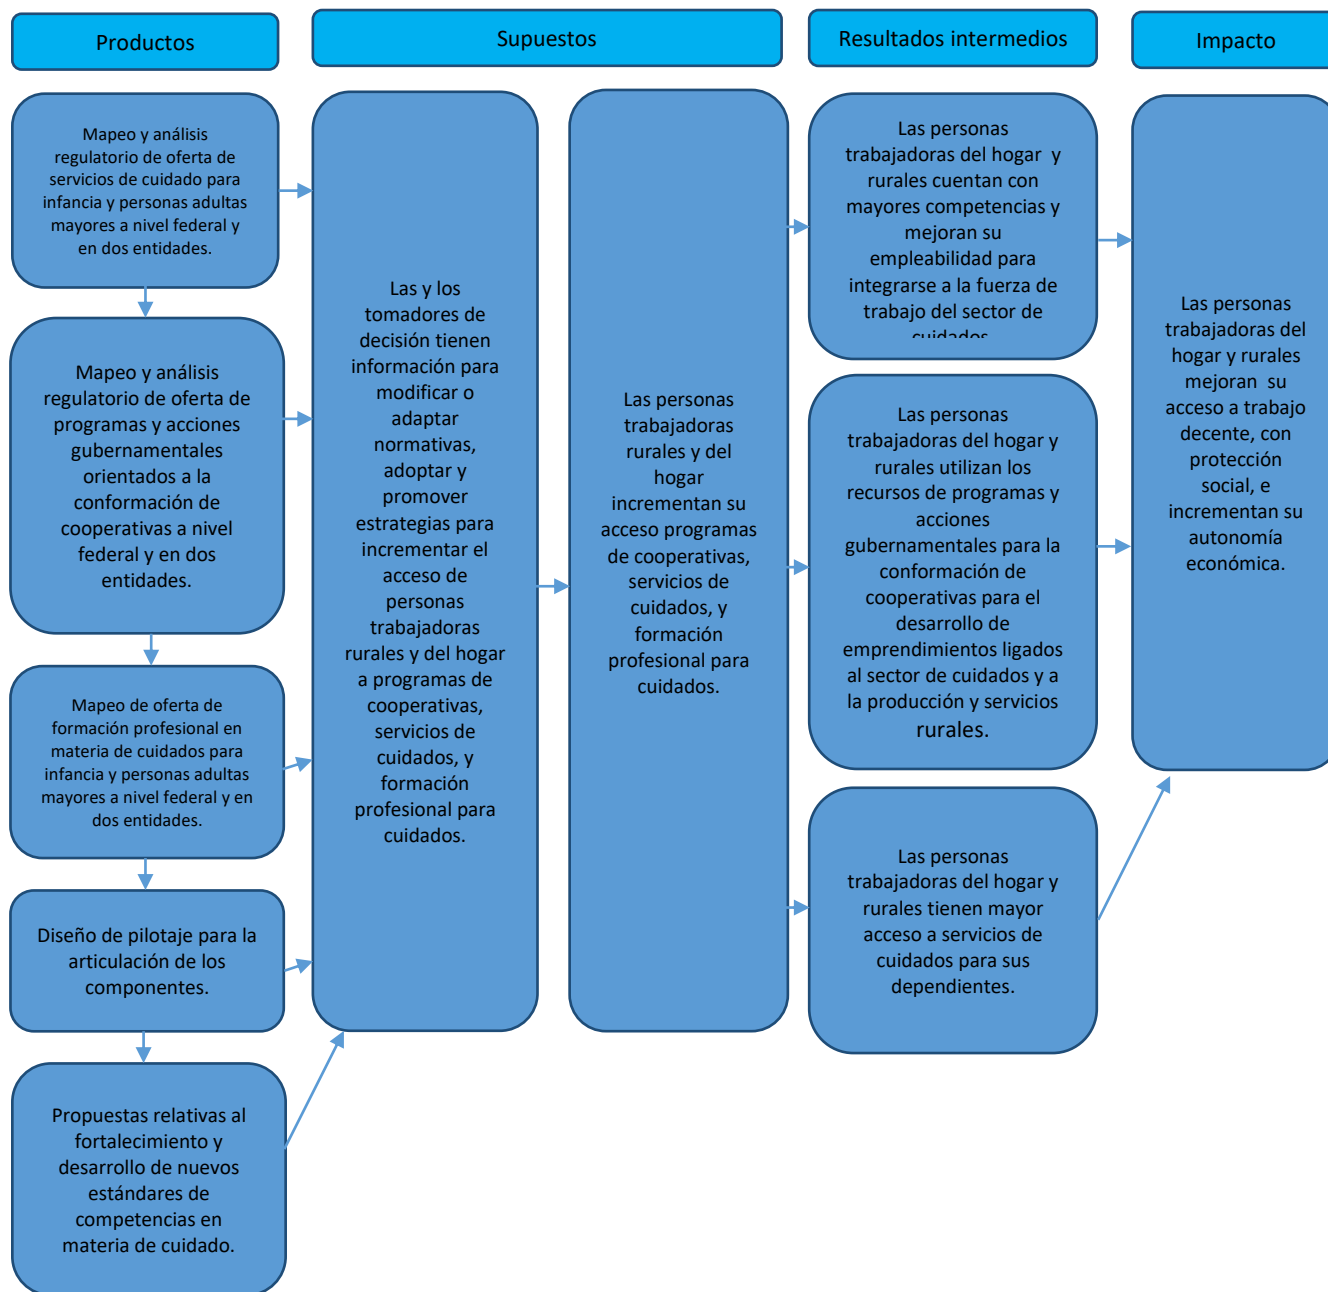 Productos
Supuestos
Resultados intermedios
Impacto
Mapeo y análisis
regulatorio de oferta de
servicios de cuidado para
infancia y personas adultas
mayores a nivel federal y
en dos entidades.
Mapeo y análisis
regulatorio de oferta de
programas y acciones
gubernamentales
orientados a la
conformación de
cooperativas a nivel
federal y en dos
entidades.
Mapeo de oferta de
formación profesional en
materia de cuidados para
infancia y personas adultas
mayores a nivel federal y en
dos entidades.
Diseño de pilotaje para la
articulación de los
componentes.
Propuestas relativas al
fortalecimiento y
desarrollo de nuevos
estándares de
competencias en
materia de cuidado.
Las y los
tomadores de
decisión tienen
información para
modificar o
adaptar
normativas,
adoptar y
promover
estrategias para
incrementar el
acceso de
personas
trabajadoras
rurales y del hogar
a programas de
cooperativas,
servicios de
cuidados, y
formación
profesional para
cuidados.
Las personas
trabajadoras
rurales y del
hogar
incrementan su
acceso programas
de cooperativas,
servicios de
cuidados, y
formación
profesional para
cuidados.
Las personas
trabajadoras del hogar y
rurales cuentan con
mayores competencias y
mejoran su
empleabilidad para
integrarse a la fuerza de
trabajo del sector de
cuidados.
Las personas
trabajadoras del hogar y
rurales utilizan los
recursos de programas y
acciones
gubernamentales para la
conformación de
cooperativas para el
desarrollo de
emprendimientos ligados
al sector de cuidados y a
la producción y servicios
rurales.
Las personas
trabajadoras del hogar y
rurales tienen mayor
acceso a servicios de
cuidados para sus
dependientes.
Las personas
trabajadoras del
hogar y rurales
mejoran su
acceso a trabajo
decente, con
protección
social, e
incrementan su
autonomía
económica.